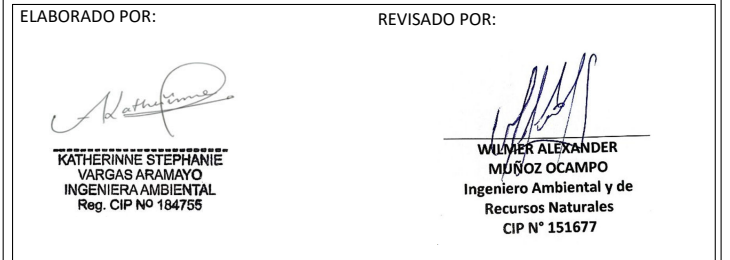 ELABORADO POR:
REVISADO POR:
Katherinne
KATHERINNE STEPHANIE
VARGAS ARAMAYO
INGENIERA AMBIENTAL
Reg. CIP Nº 184755
WILMER ALEXANDER
MUÑOZ OCAMPO
Ingeniero Ambiental y de
Recursos Naturales
CIP N° 151677